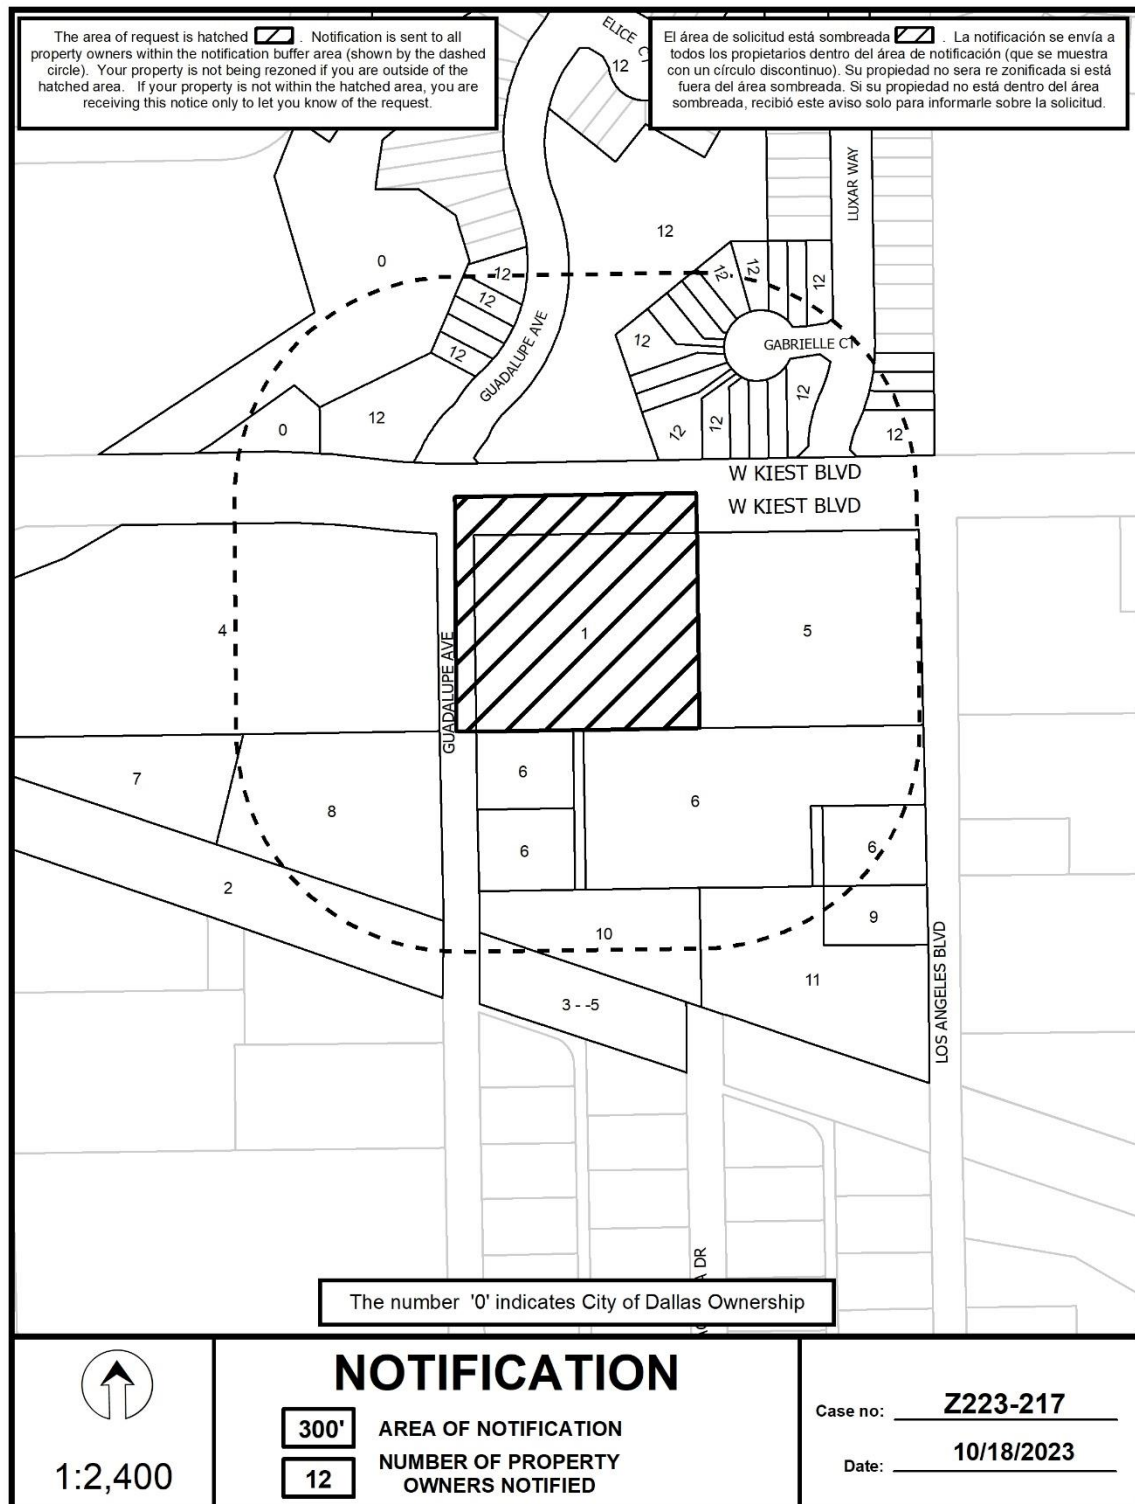 The area of request is hatched . Notification is sent to all
property owners within the notification buffer area (shown by the dashed
circle). Your property is not being rezoned if you are outside of the
hatched area. If your property is not within the hatched area, you are
receiving this notice only to let you know of the request.
El área de solicitud está sombreada . La notificación se envía a
todos los propietarios dentro del área de notificación (que se muestra
con un círculo discontinuo). Su propiedad no sera re zonificada si está
fuera del área sombreada. Si su propiedad no está dentro del área
sombreada, recibió este aviso solo para informarle sobre la solicitud.
ELICE
12
LUXAR WAY
12
0
12
12
12
12
12
12
GUADALUPE AVE
12
GABRIELLE CT
12
12
12
0
12
12
12
W KIEST BLVD
W KIEST BLVD
4
1
5
GUADALUPE AVE
7
6
6
8
6
6
2
9
10
11
3 - -5
LOS ANGELES BLVD
DR
The number '0' indicates City of Dallas Ownership
1:2,400
NOTIFICATION
300' AREA OF NOTIFICATION
12 NUMBER OF PROPERTY
OWNERS NOTIFIED
Case no: Z223-217
Date: 10/18/2023